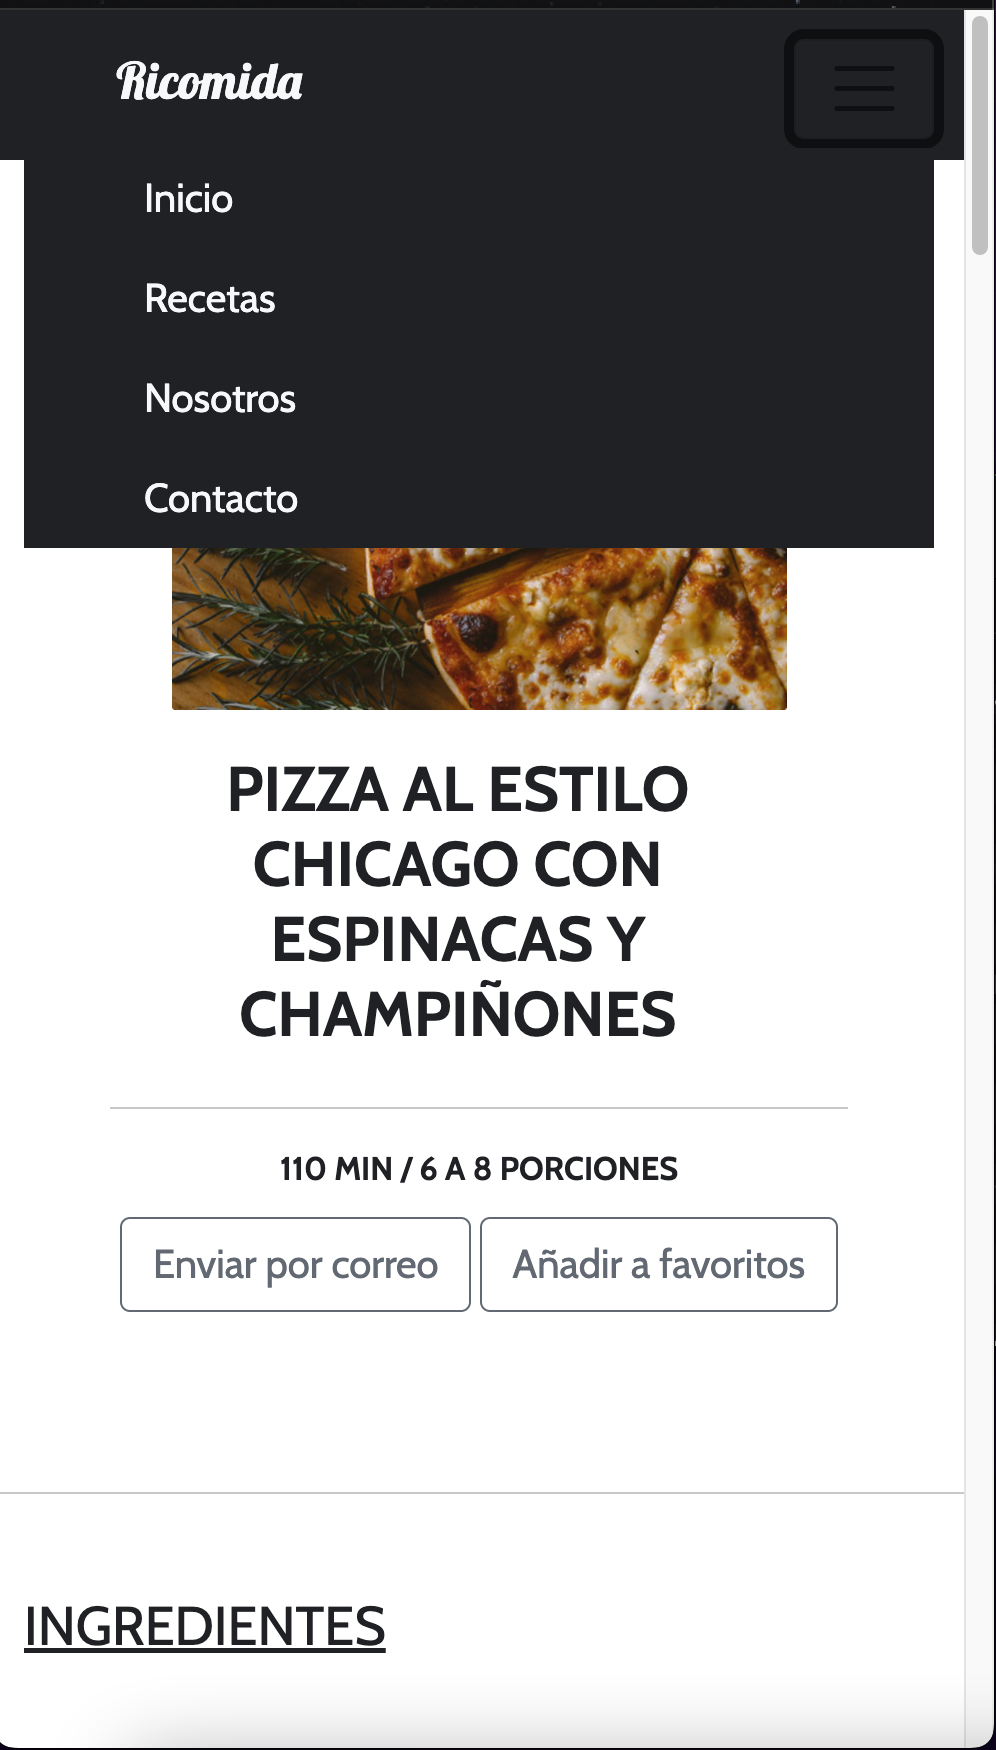 Ricomida
Inicio
Recetas
Nosotros
Contacto
PIZZA AL ESTILO
CHICAGO CON
ESPINACAS Y
CHAMPIÑONES
110 MIN / 6 A 8 PORCIONES
Enviar por correo
Añadir a favoritos
INGREDIENTES